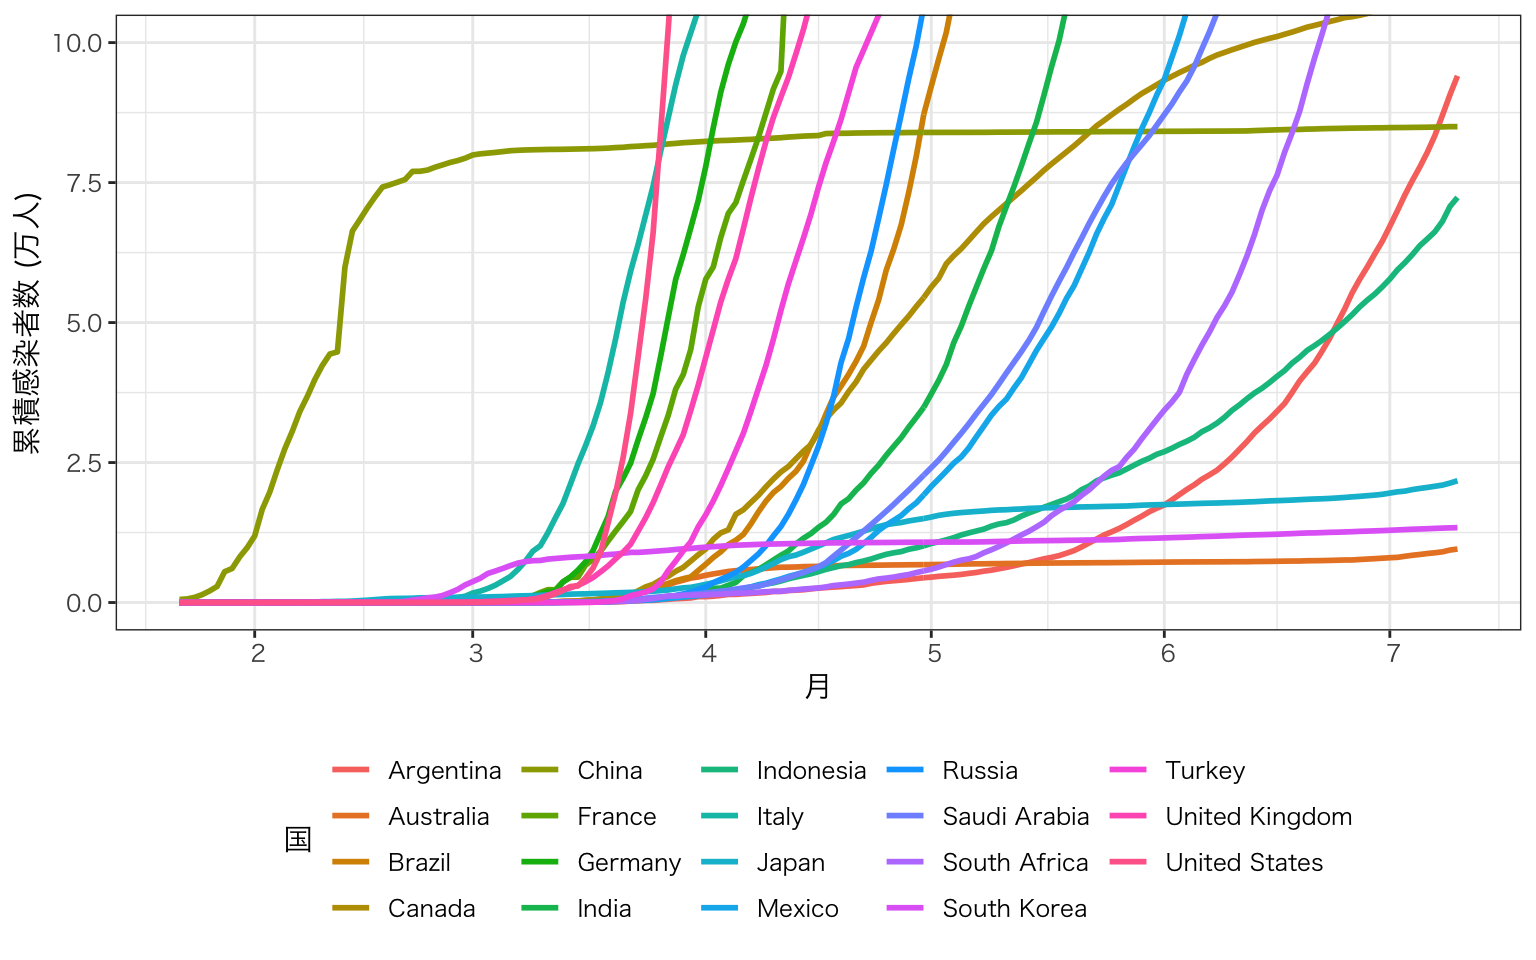 累積感染者数 (万人)
10.0
7.5
5.0
2.5
0.0
2 3 4 5 6 7
月
国
Argentina China Indonesia Russia Turkey
Australia France Italy Saudi Arabia United Kingdom
Brazil Germany Japan South Africa United States
Canada India Mexico South Korea